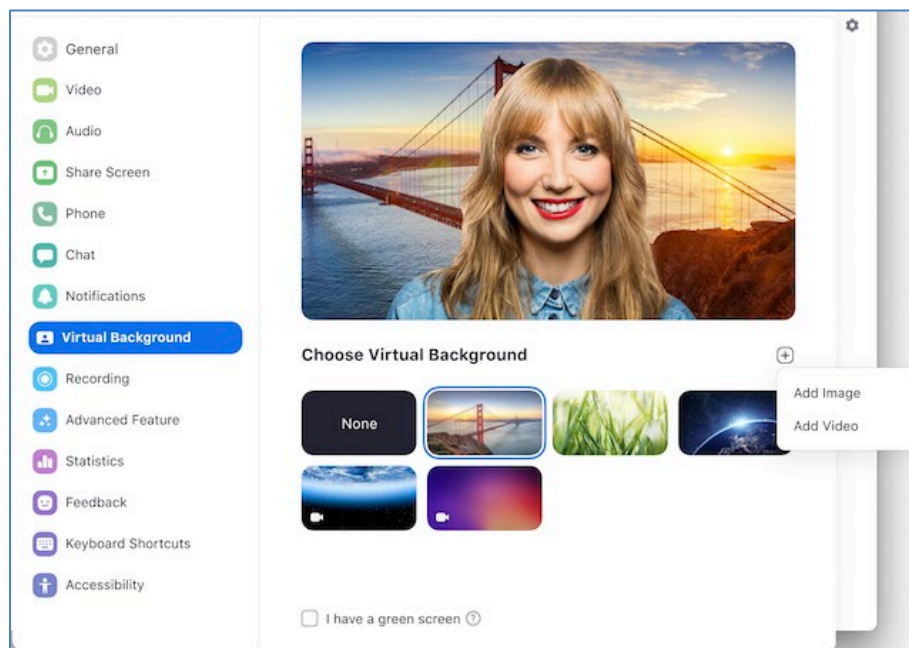 General
Video
Audio
Share Screen
Phone
Chat
Notifications
Virtual Background
Recording
Advanced Feature
Statistics
Feedback
Keyboard Shortcuts
Accessibility
Choose Virtual Background
Add Image
Add Video
None
I have a green screen ?